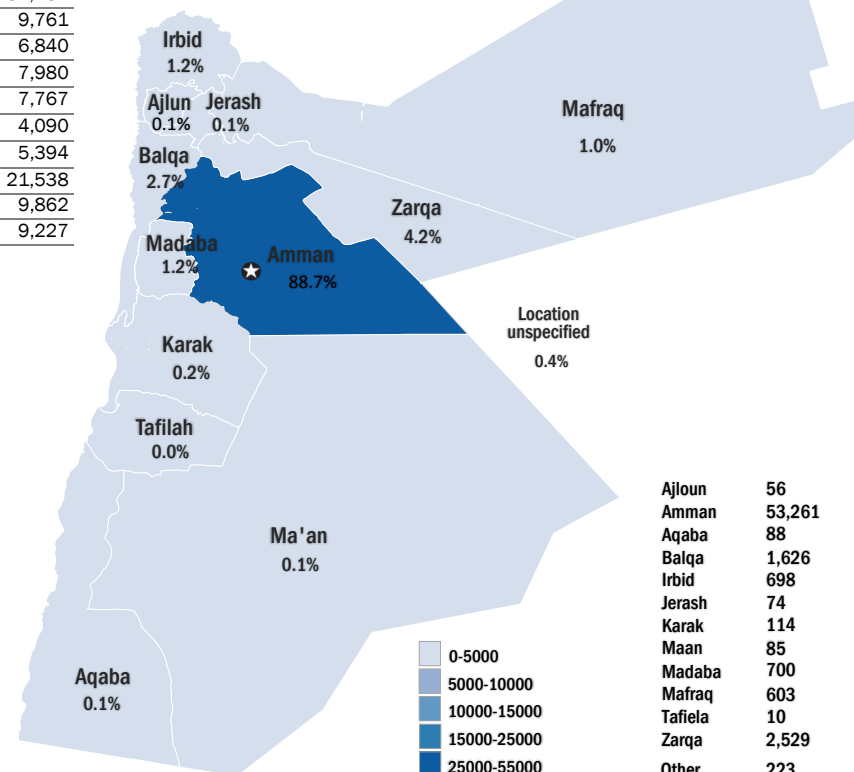 9,761
6,840
7,980
7,767
4,090
5,394
21,538
9,862
9,227
Irbid
1.2%
Ajlun
0.1%
Jerash
0.1%
Mafraq
1.0%
Balqa
2.7%
Zarqa
4.2%
Madaba
1.2%
Amman
88.7%
Location
unspecified
0.4%
Karak
0.2%
Tafilah
0.0%
Ma'an
0.1%
Aqaba
0.1%
0-5000
5000-10000
10000-15000
15000-25000
25000-55000
Ajloun 56
Amman 53,261
Aqaba 88
Balqa 1,626
Irbid 698
Jerash 74
Karak 114
Maan 85
Madaba 700
Mafraq 603
Tafiela 10
Zarqa 2,529
Other 223